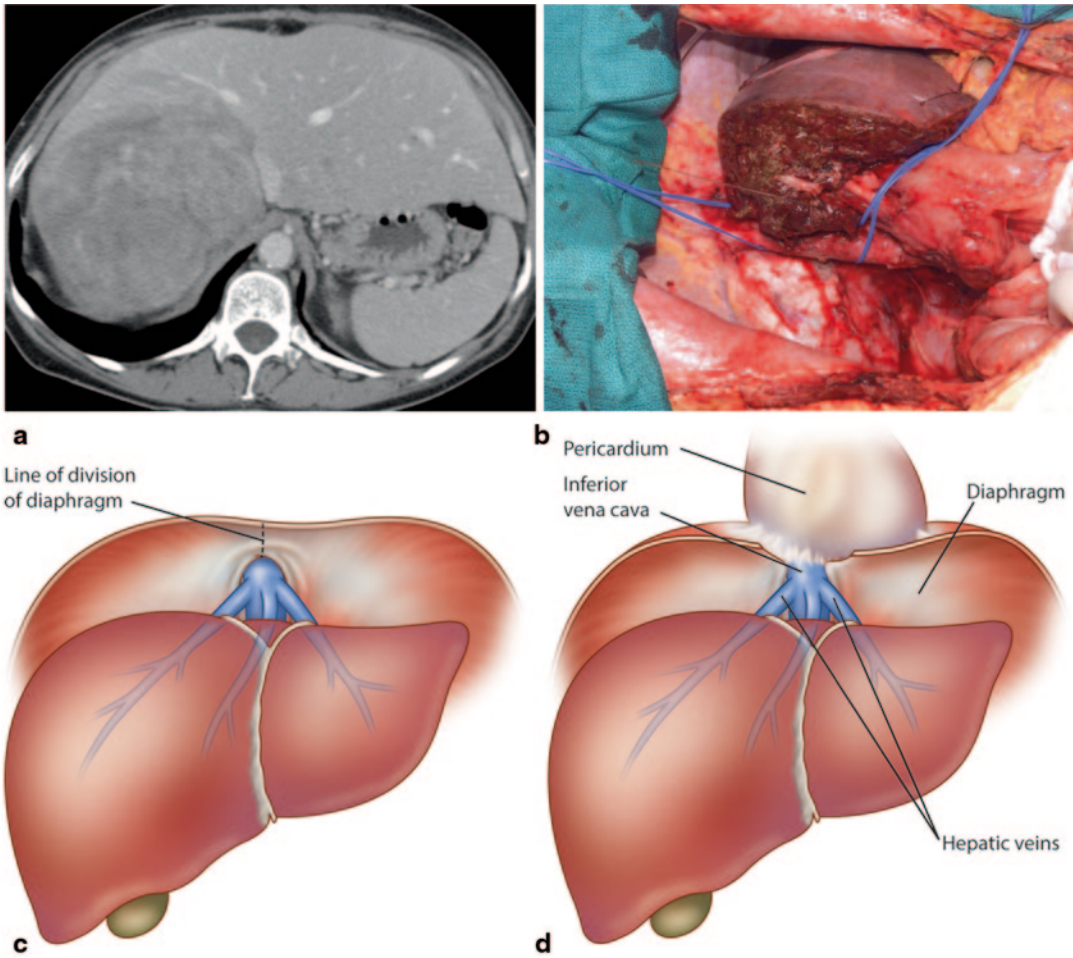 a
b
Line of division
of diaphragm
Pericardium
Inferior
vena cava
Diaphragm
Hepatic veins
c
d